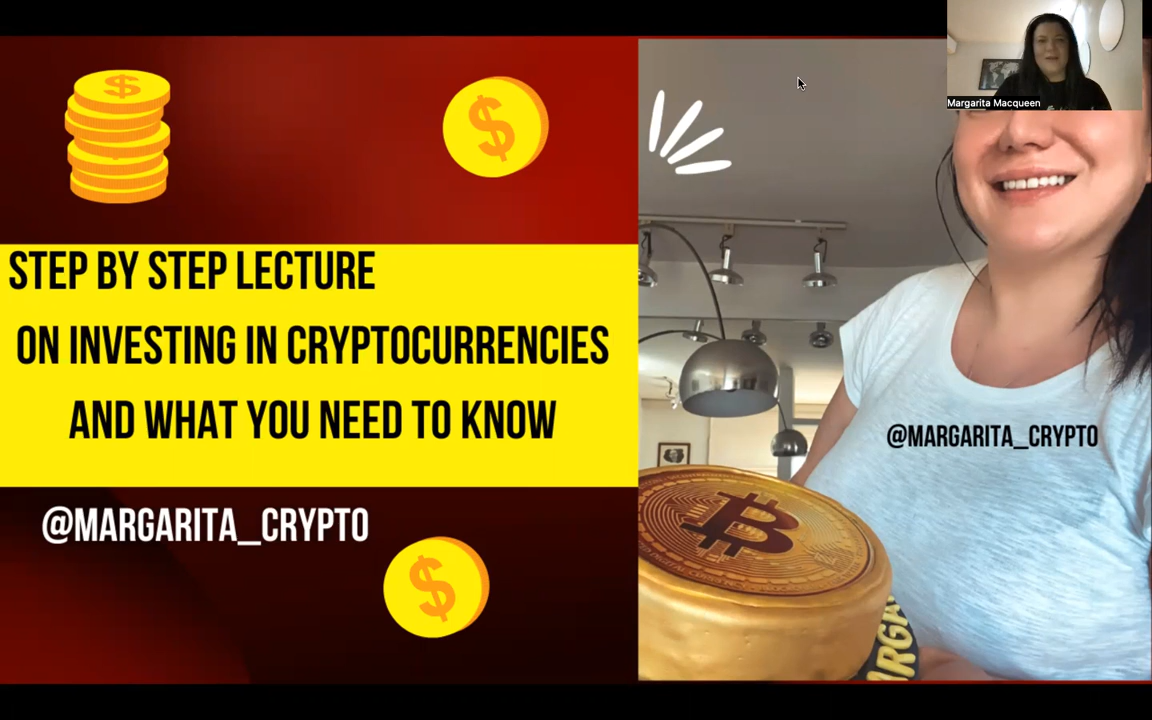 Margarita Macqueen
STEP BY STEP LECTURE
ON INVESTING IN CRYPTOCURRENCIES
AND WHAT YOU NEED TO KNOW
@MARGARITA_CRYPTO
@MARGARITA_CRYPTO